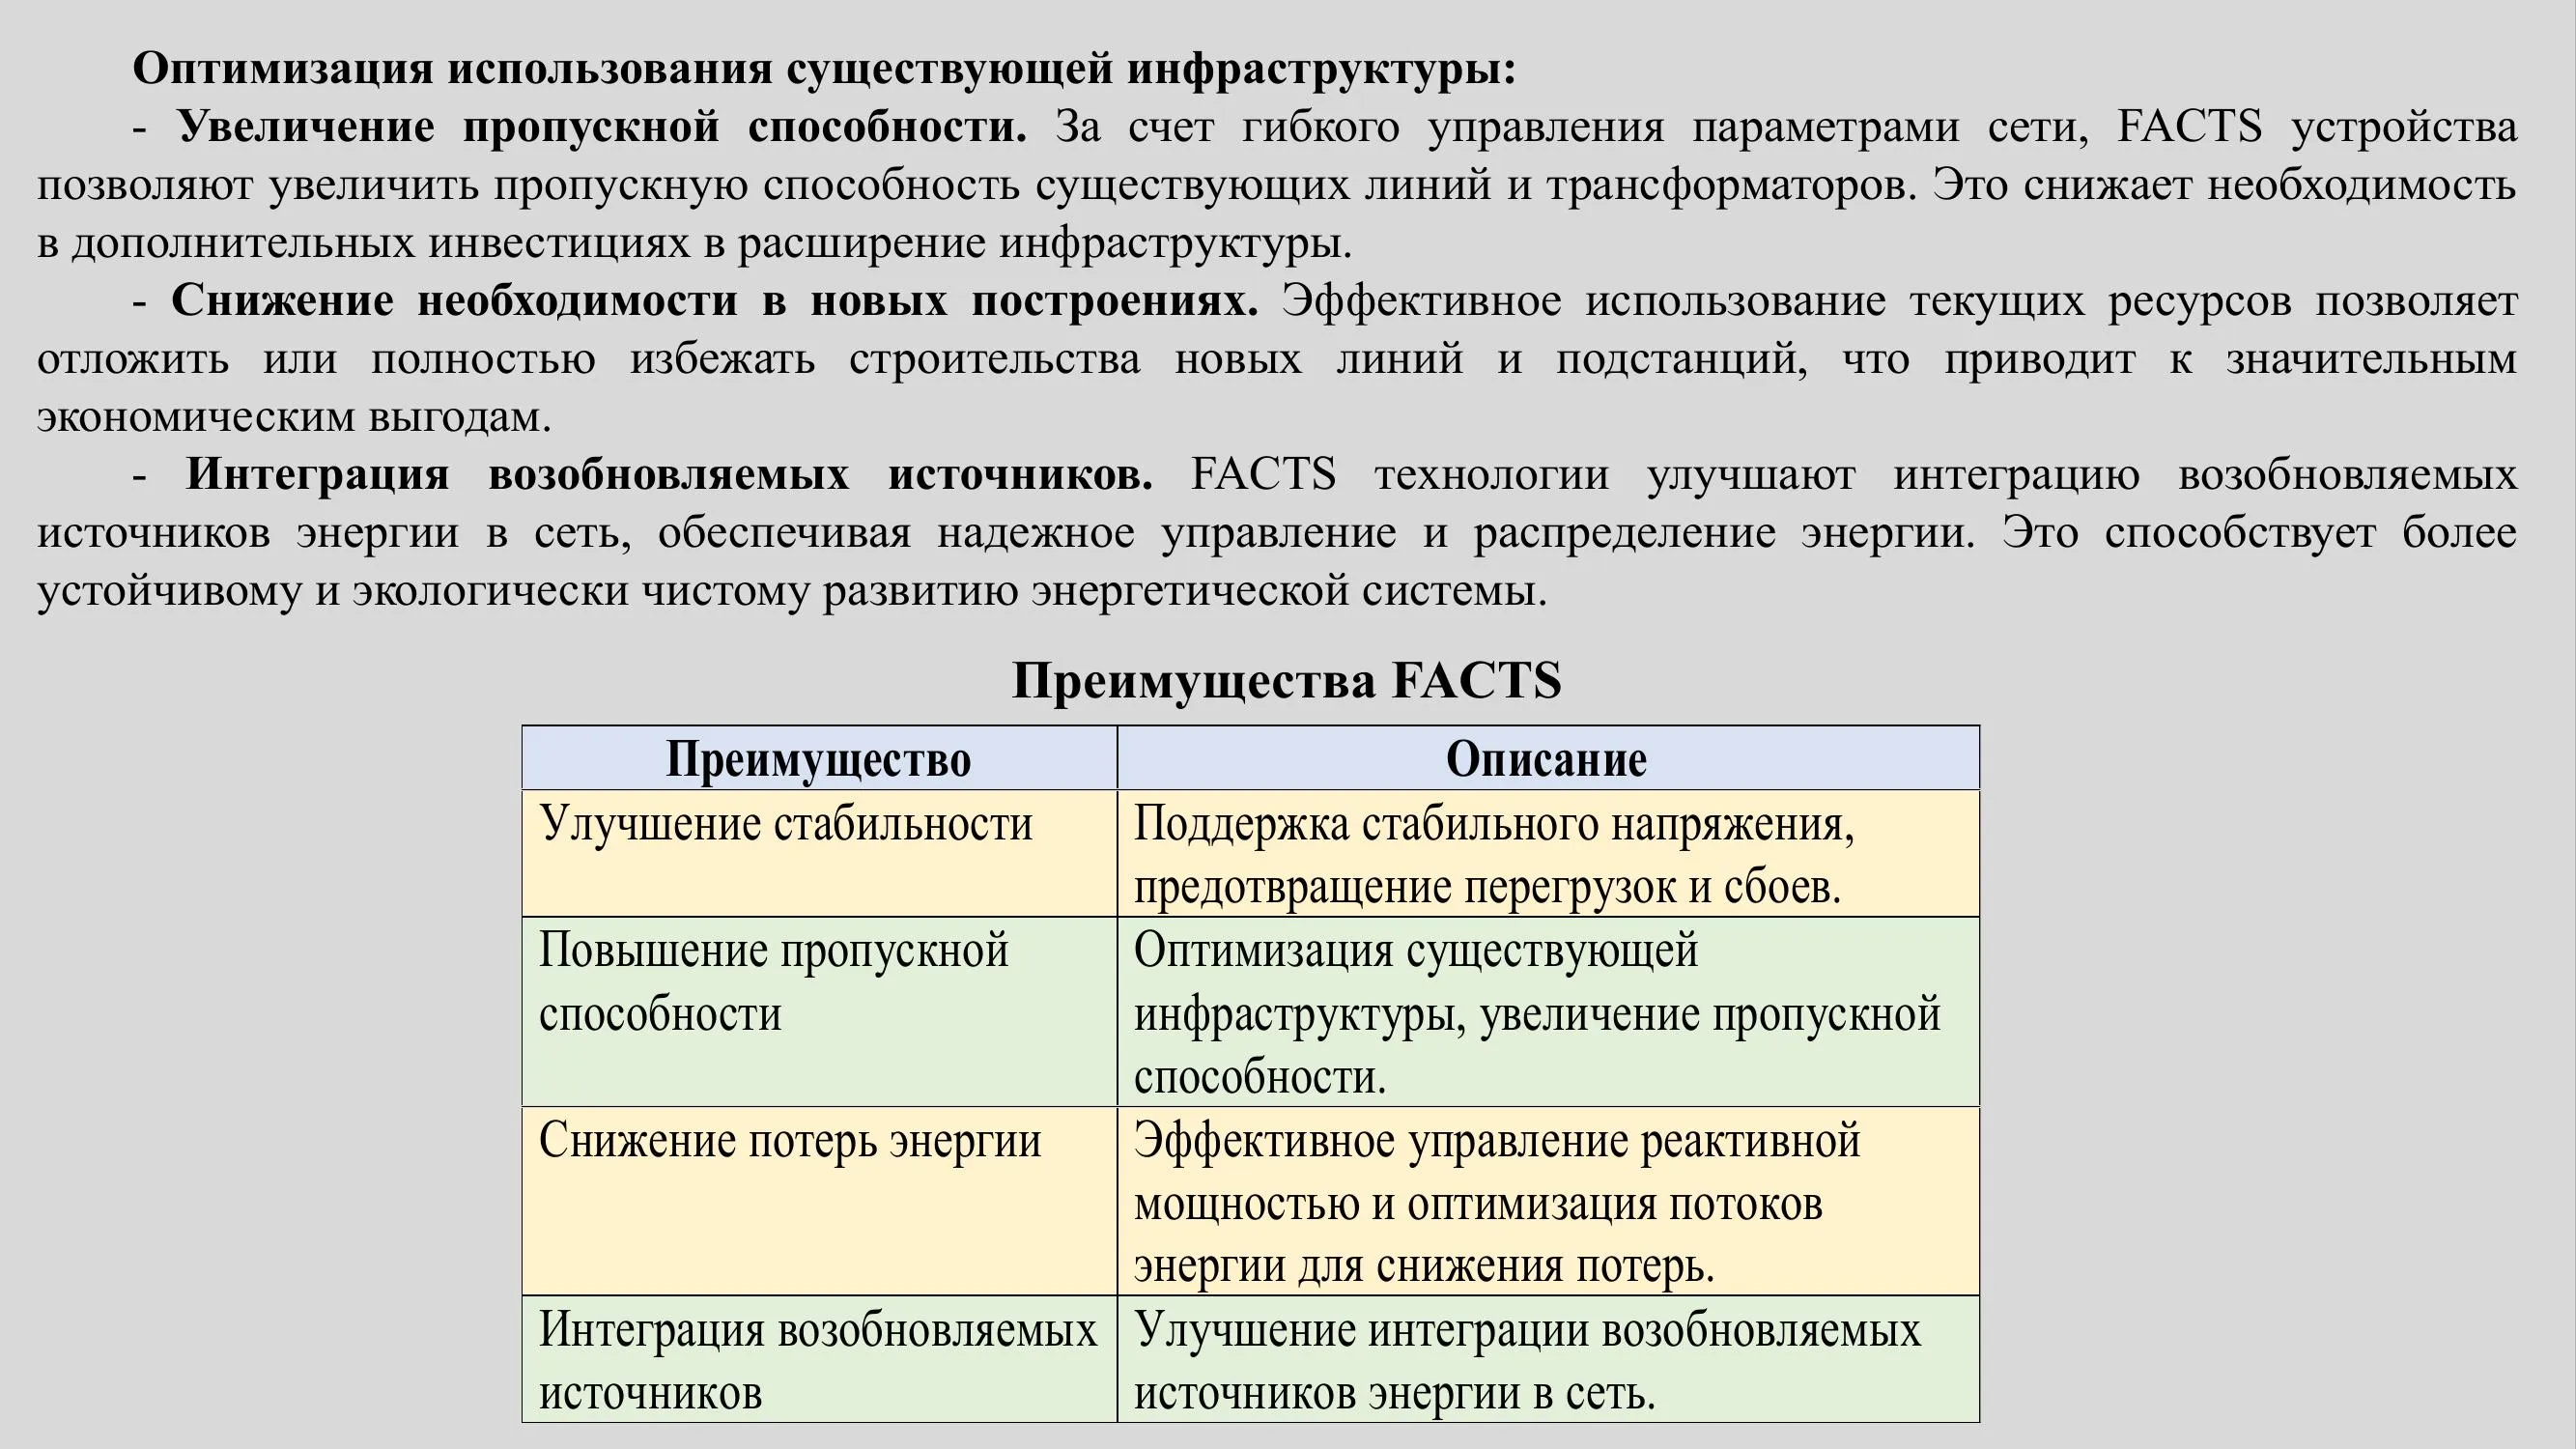 Оптимизация использования существующей инфраструктуры:
- Увеличение пропускной способности. За счет гибкого управления параметрами сети, FACTS устройства
позволяют увеличить пропускную способность существующих линий и трансформаторов. Это снижает необходимость
в дополнительных инвестициях в расширение инфраструктуры.
- Снижение необходимости в новых построениях. Эффективное использование текущих ресурсов позволяет
отложить или полностью избежать строительства новых линий и подстанций, что приводит к значительным
экономическим выгодам.
- Интеграция возобновляемых источников. FACTS технологии улучшают интеграцию возобновляемых
источников энергии в сеть, обеспечивая надежное управление и распределение энергии. Это способствует более
устойчивому и экологически чистому развитию энергетической системы.
Преимущества FACTS
Преимущество
Описание
Улучшение стабильности
Поддержка стабильного напряжения,
предотвращение перегрузок и сбоев.
Повышение пропускной
способности
Оптимизация существующей
инфраструктуры, увеличение пропускной
способности.
Снижение потерь энергии
Эффективное управление реактивной
мощностью и оптимизация потоков
энергии для снижения потерь.
Интеграция возобновляемых
источников
Улучшение интеграции возобновляемых
источников энергии в сеть.